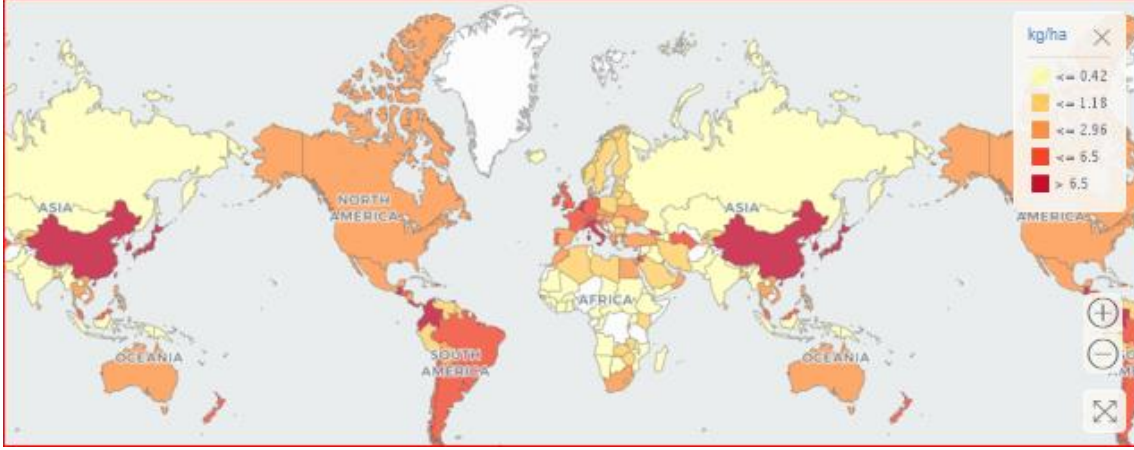 kg/ha
<= 0.42
<= 1.18
<= 2.96
<= 6.5
> 6.5
NORTH
AMERICA
ASIA
ASIA
AMERICA
AFRICA
OCEANIA
SOUTH
AMERICA
OCEANIA